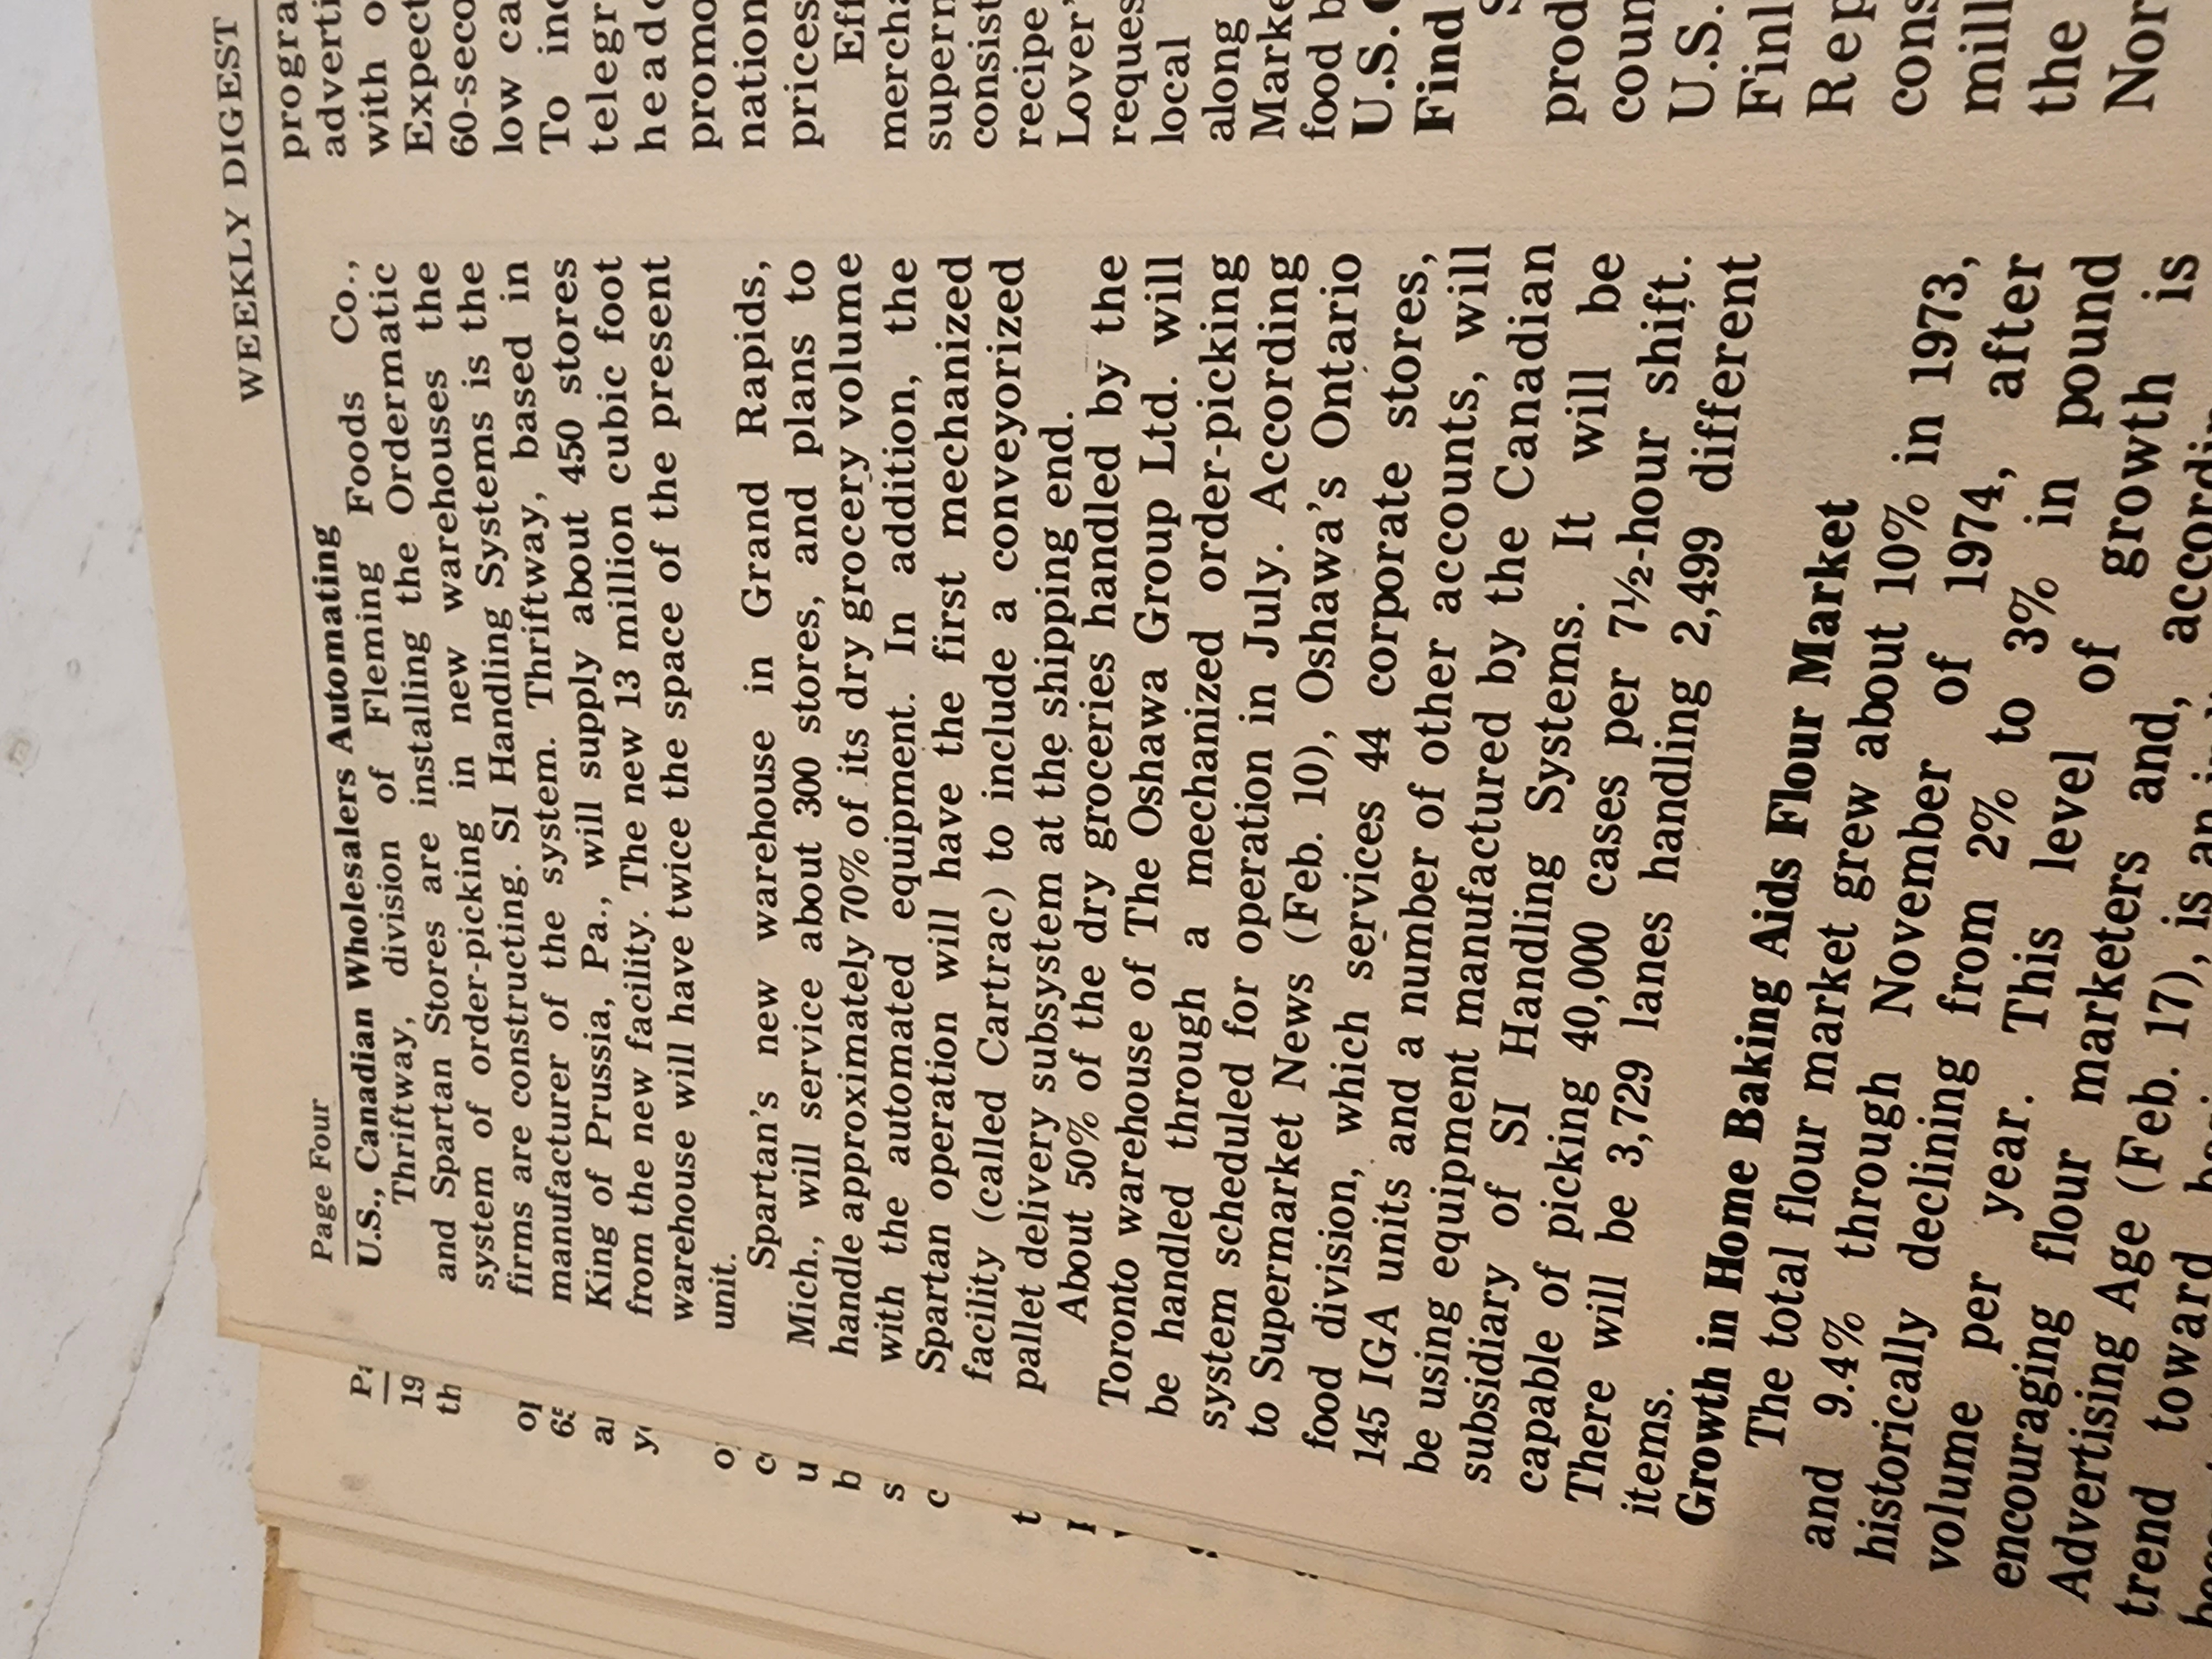 Page Four
WEEKLY DIGEST
U.S., Canadian Wholesalers Automating
Thriftway, division of Fleming Foods Co.,
and Spartan Stores are installing the Ordermatic
system of order-picking in new warehouses the
firms are constructing. SI Handling Systems is the
manufacturer of the system. Thriftway, based in
King of Prussia, Pa., will supply about 450 stores
from the new facility. The new 13 million cubic foot
warehouse will have twice the space of the present
unit.
Spartan's new warehouse in Grand Rapids,
Mich., will service about 300 stores, and plans to
handle approximately 70% of its dry grocery volume
with the automated equipment. In addition, the
Spartan operation will have the first mechanized
facility (called Cartrac) to include a conveyorized
pallet delivery subsystem at the shipping end.
About 50% of the dry groceries handled by the
Toronto warehouse of The Oshawa Group Ltd. will
be handled through a mechanized order-picking
system scheduled for operation in July. According
to Supermarket News (Feb. 10), Oshawa's Ontario
food division, which services 44 corporate stores,
145 IGA units and a number of other accounts, will
be using equipment manufactured by the Canadian
subsidiary of SI Handling Systems. It will be
capable of picking 40,000 cases per 7½-hour shift.
There will be 3,729 lanes handling 2,499 different
items.
Growth in Home Baking Aids Flour Market
The total flour market grew about 10% in 1973,
and 9.4% through November of 1974, after
historically declining from 2% to 3% in pound
volume per year. This level of growth is
encouraging flour marketers and, accordin
Advertising Age (Feb. 17), is an in
trend toward
progra
adverti
with o
Expect
60-seco
low ca
To inc
telegr
head
promo
nation
prices
Eff
mercha
superm
consist
recipe
Lover'
reques
local
along
Marke
food b
U.S.
Find
prod
coun
U.S.
Finl
Rep
cons
mill
the
Nor
19
th